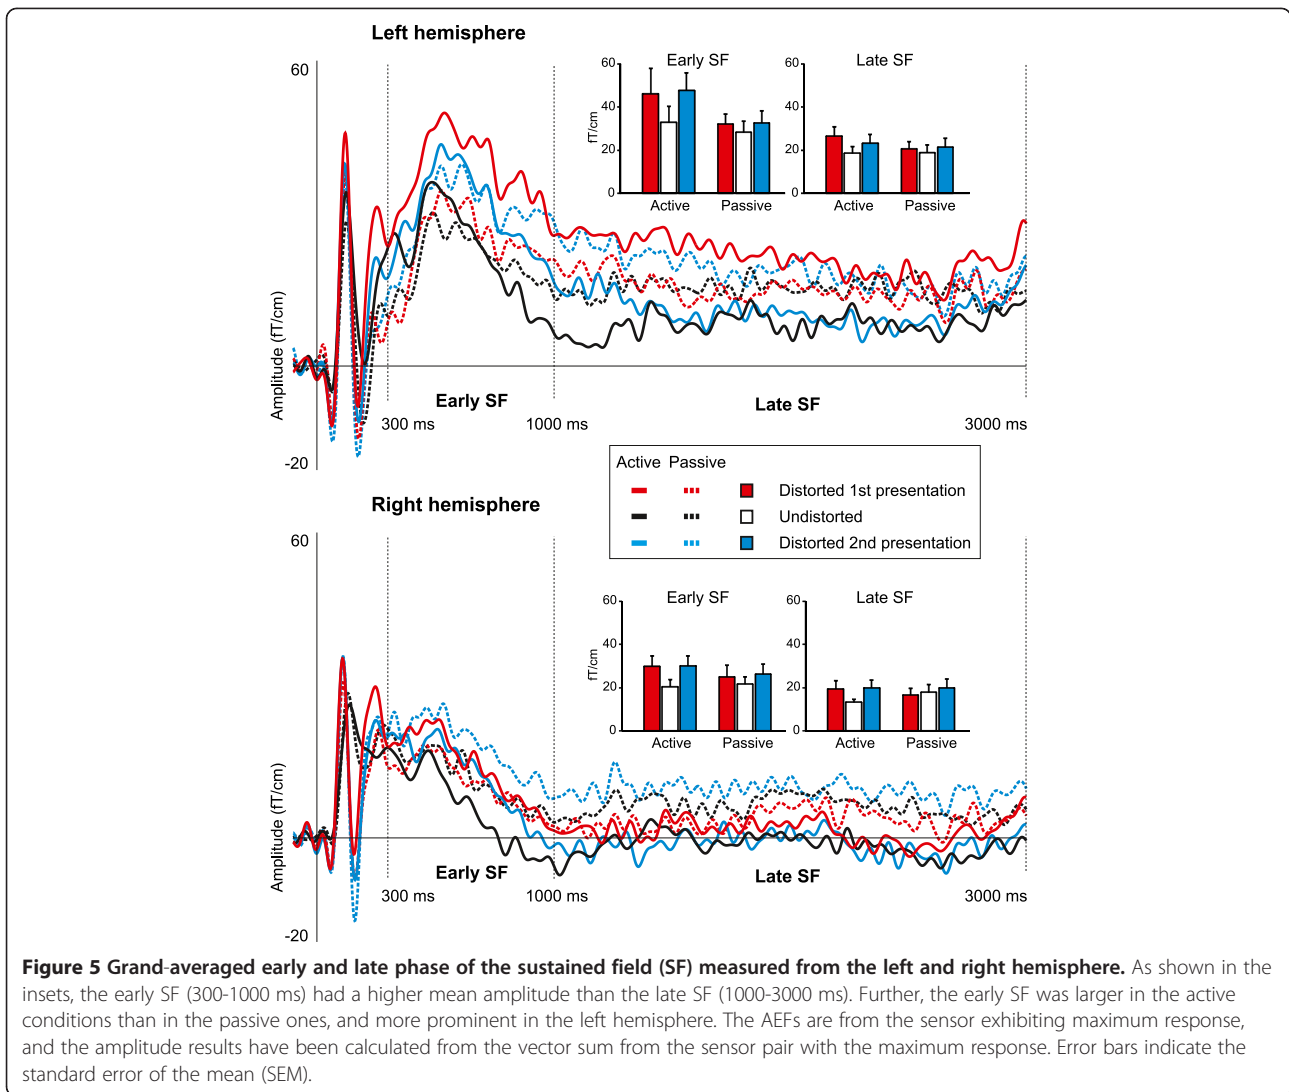 Left hemisphere
60
Amplitude (fT/cm)
-20
Early SF
Late SF
300 ms
1000 ms
3000 ms
Early SF
60
40
20
0
fT/cm
Active
Passive
Late SF
60
40
20
0
Active
Passive
Active Passive
Distorted 1st presentation
Undistorted
Distorted 2nd presentation
Right hemisphere
60
Amplitude (fT/cm)
-20
Early SF
Late SF
300 ms
1000 ms
3000 ms
Early SF
60
40
20
0
fT/cm
Active
Passive
Late SF
60
40
20
0
Active
Passive
Figure 5 Grand-averaged early and late phase of the sustained field (SF) measured from the left and right hemisphere. As shown in the
insets, the early SF (300-1000 ms) had a higher mean amplitude than the late SF (1000-3000 ms). Further, the early SF was larger in the active
conditions than in the passive ones, and more prominent in the left hemisphere. The AEFs are from the sensor exhibiting maximum response,
and the amplitude results have been calculated from the vector sum from the sensor pair with the maximum response. Error bars indicate the
standard error of the mean (SEM).